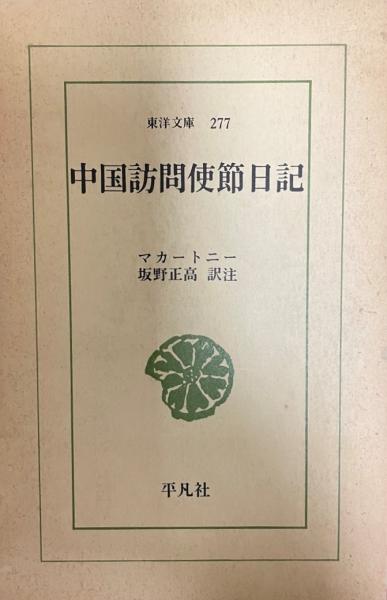 東洋文庫 277
中国訪問使節日記
マカートニー
坂野正高 訳注
平凡社